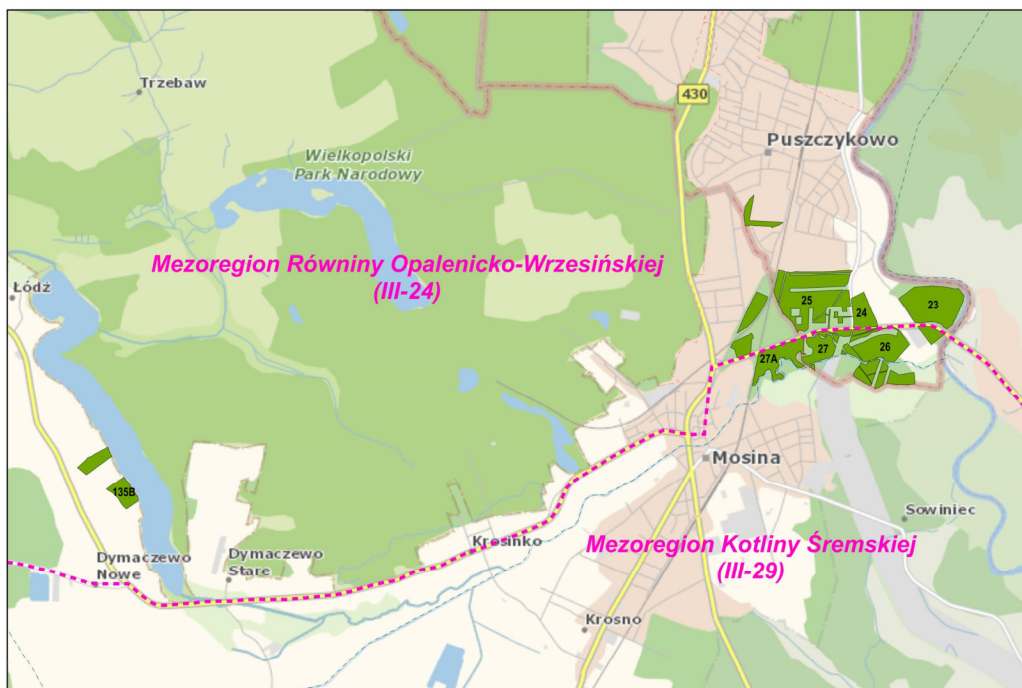 Trzebaw
430
Puszczykowo
Wielkopolski
Park Narodowy
Mezoregion Równiny Opalenicko-Wrzesińskiej
(III-24)
Łódź
25
24
23
27A
27
26
Mosina
135B
Sowiniec
Krosinko
Mezoregion Kotliny Śremskiej
(III-29)
Dymaczewo
Nowe
Dymaczewo
Stare
Krosno